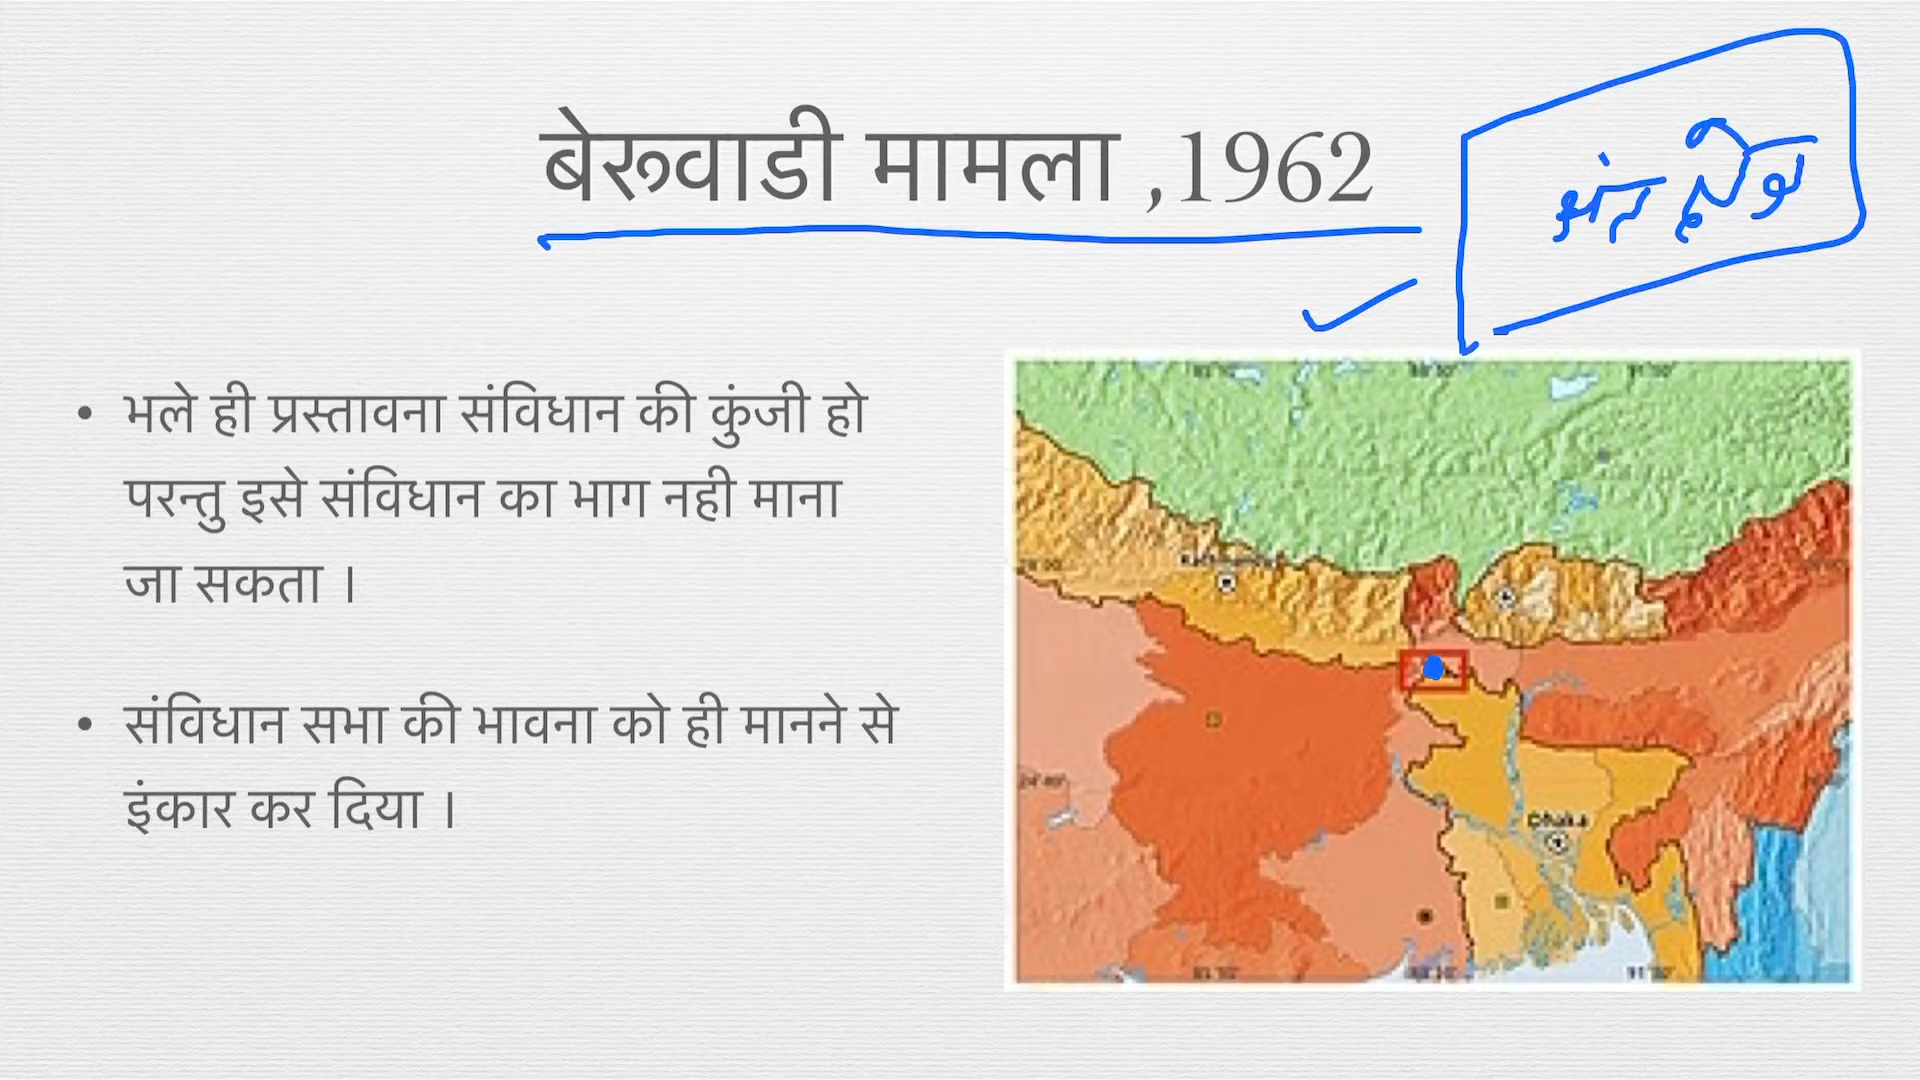 बेरूवाडी मामला ,1962
• भले ही प्रस्तावना संविधान की कुंजी हो
परन्तु इसे संविधान का भाग नही माना
जा सकता ।
• संविधान सभा की भावना को ही मानने से
इंकार कर दिया ।
Dhaka